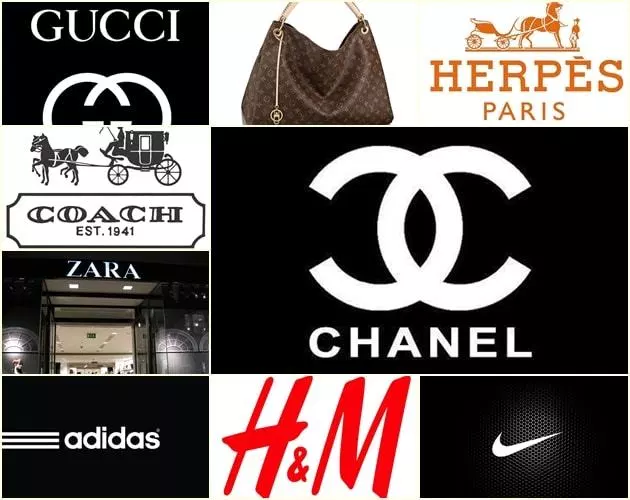 GUCCI
HERPÈS
PARIS
COACH
EST. 1941
CHANEL
ZARA
adidas
H&M